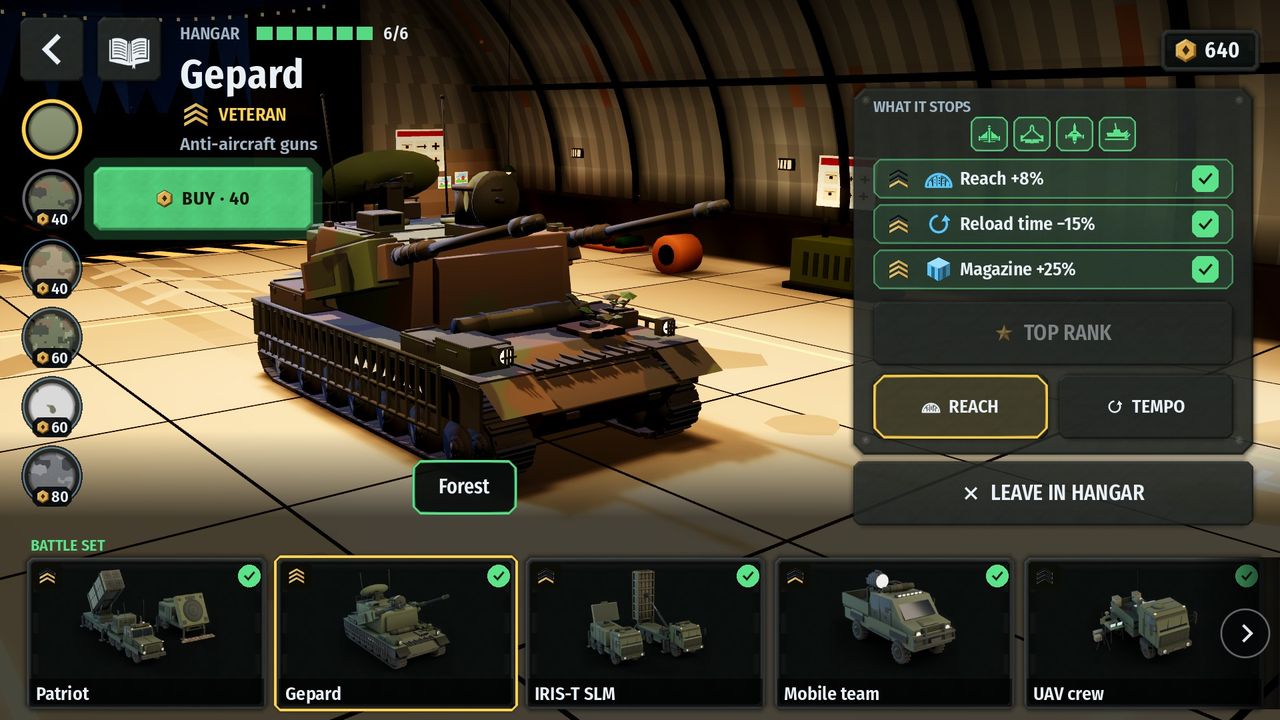 HANGAR 6/6
Gepard
VETERAN
Anti-aircraft guns
BUY · 40
40
40
60
60
80
Forest
640
WHAT IT STOPS
Reach +8%
Reload time −15%
Magazine +25%
TOP RANK
REACH
TEMPO
LEAVE IN HANGAR
BATTLE SET
Patriot
Gepard
IRIS-T SLM
Mobile team
UAV crew